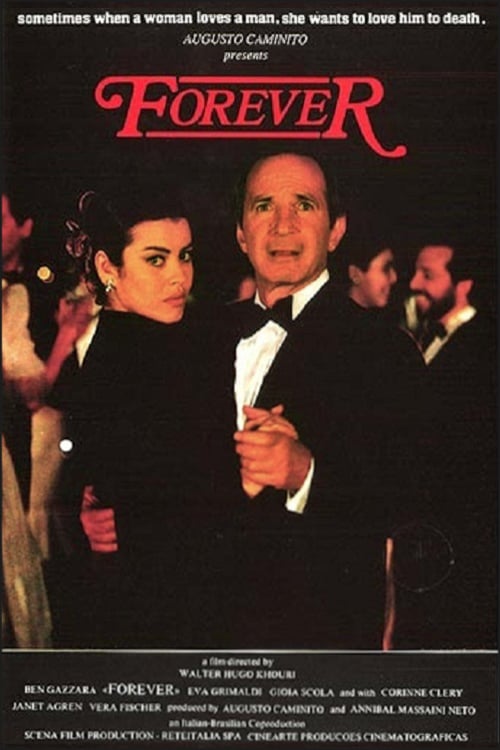 sometimes when a woman loves a man, she wants to love him to death.
AUGUSTO CAMINITO
presents
FOREVER
a film directed by
WALTER HUGO KHOURI
BEN GAZZARA «FOREVER» EVA GRIMALDI GIOIA SCOLA and with CORINNE CLERY
JANET AGREN VERA FISCHER produced by AUGUSTO CAMINITO and ANNIBAL MASSAINI NETO
an Italian-Brasilian Coproduction
SCENA FILM PRODUCTION - RETEITALIA SPA CINEARTE PRODUCOES CINEMATOGRAFICAS